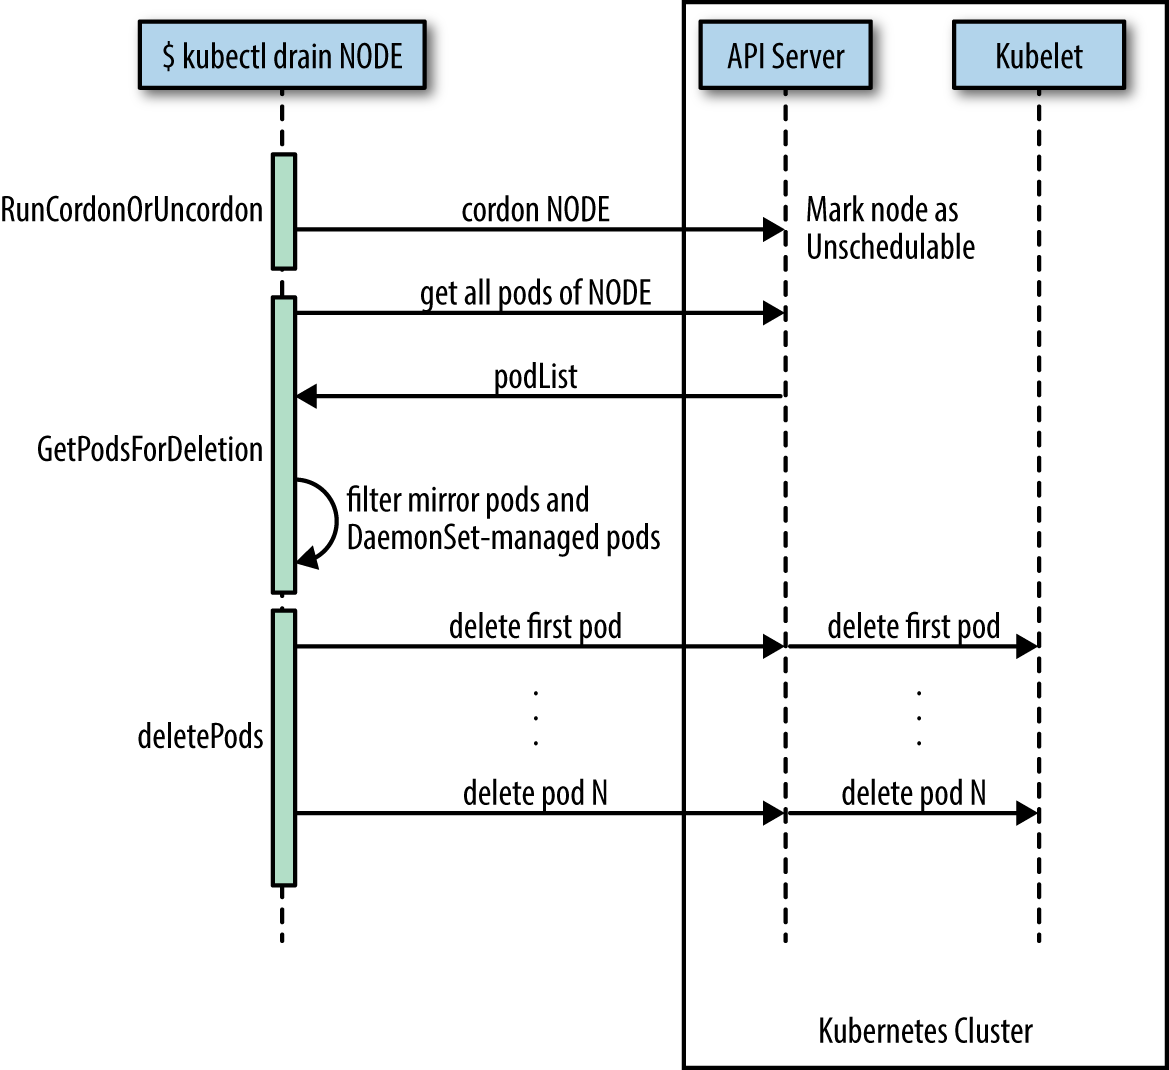 $ kubectl drain NODE
API Server
Kubelet
RunCordonOrUncordon
cordon NODE
Mark node as
Unschedulable
get all pods of NODE
podList
GetPodsForDeletion
filter mirror pods and
DaemonSet-managed pods
delete first pod
delete first pod
deletePods
delete pod N
delete pod N
Kubernetes Cluster